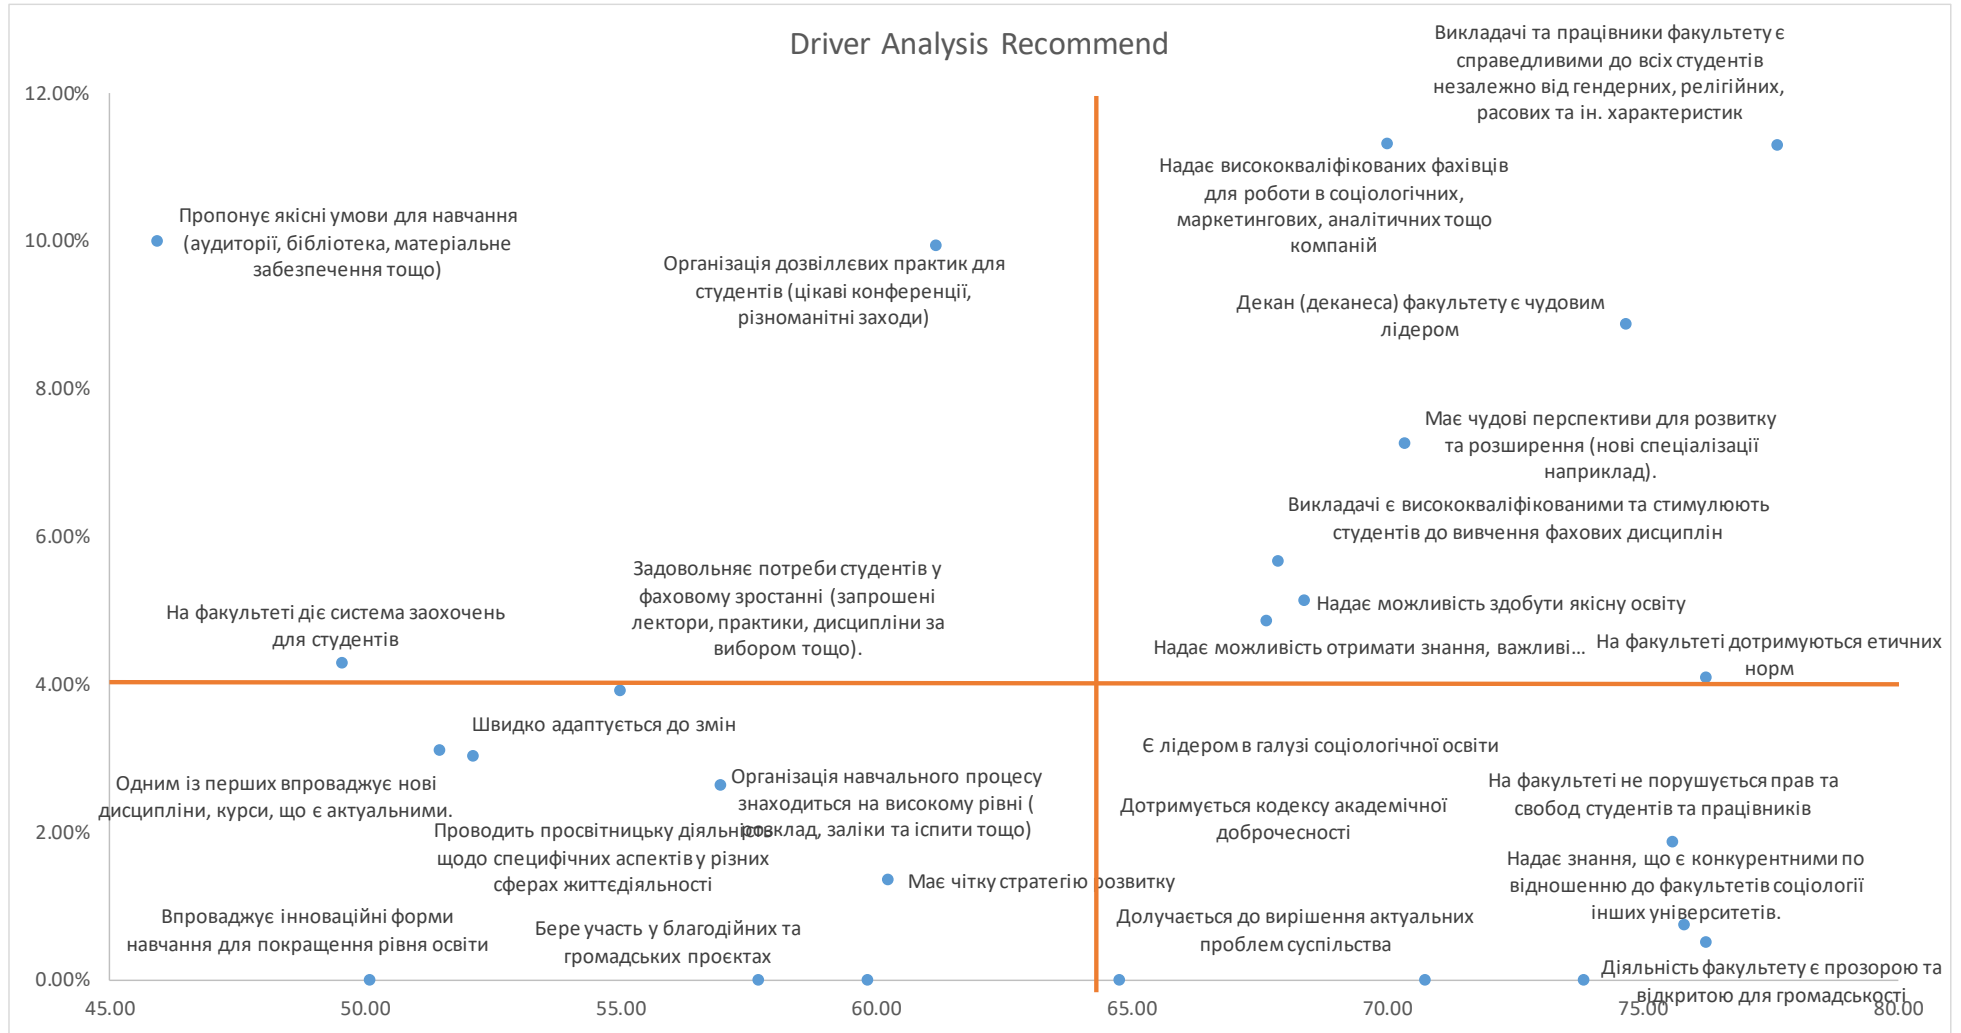 Driver Analysis Recommend
Викладачі та працівники факультету є
справедливими до всіх студентів
незалежно від гендерних, релігійних,
расових та ін. характеристик
12.00%
Надає висококваліфікованих фахівців
для роботи в соціологічних,
маркетингових, аналітичних тощо
компаній
Пропонує якісні умови для навчання
(аудиторії, бібліотека, матеріальне
забезпечення тощо)
10.00%
Організація дозвіллєвих практик для
студентів (цікаві конференції,
різноманітні заходи)
Декан (деканеса) факультету є чудовим
лідером
8.00%
Має чудові перспективи для розвитку
та розширення (нові спеціалізації
наприклад).
Викладачі є висококваліфікованими та стимулюють
студентів до вивчення фахових дисциплін
6.00%
Задовольняє потреби студентів у
фаховому зростанні (запрошені
лектори, практики, дисципліни за
вибором тощо).
На факультеті діє система заохочень
для студентів
Надає можливість здобути якісну освіту
Надає можливість отримати знання, важливі...
На факультеті дотримуються етичних
норм
4.00%
Швидко адаптується до змін
Є лідером в галузі соціологічної освіти
Одним із перших впроваджує нові
дисципліни, курси, що є актуальними.
Організація навчального процесу
знаходиться на високому рівні (
розклад, заліки та іспити тощо)
Дотримується кодексу академічної
доброчесності
На факультеті не порушується прав та
свобод студентів та працівників
2.00%
Проводить просвітницьку діяльність
щодо специфічних аспектів у різних
сферах життєдіяльності
Має чітку стратегію розвитку
Надає знання, що є конкурентними по
відношенню до факультетів соціології
інших університетів.
Впроваджує інноваційні форми
навчання для покращення рівня освіти
Бере участь у благодійних та
громадських проєктах
Долучається до вирішення актуальних
проблем суспільства
Діяльність факультету є прозорою та
відкритою для громадськості
0.00%
45.00 50.00 55.00 60.00 65.00 70.00 75.00 80.00